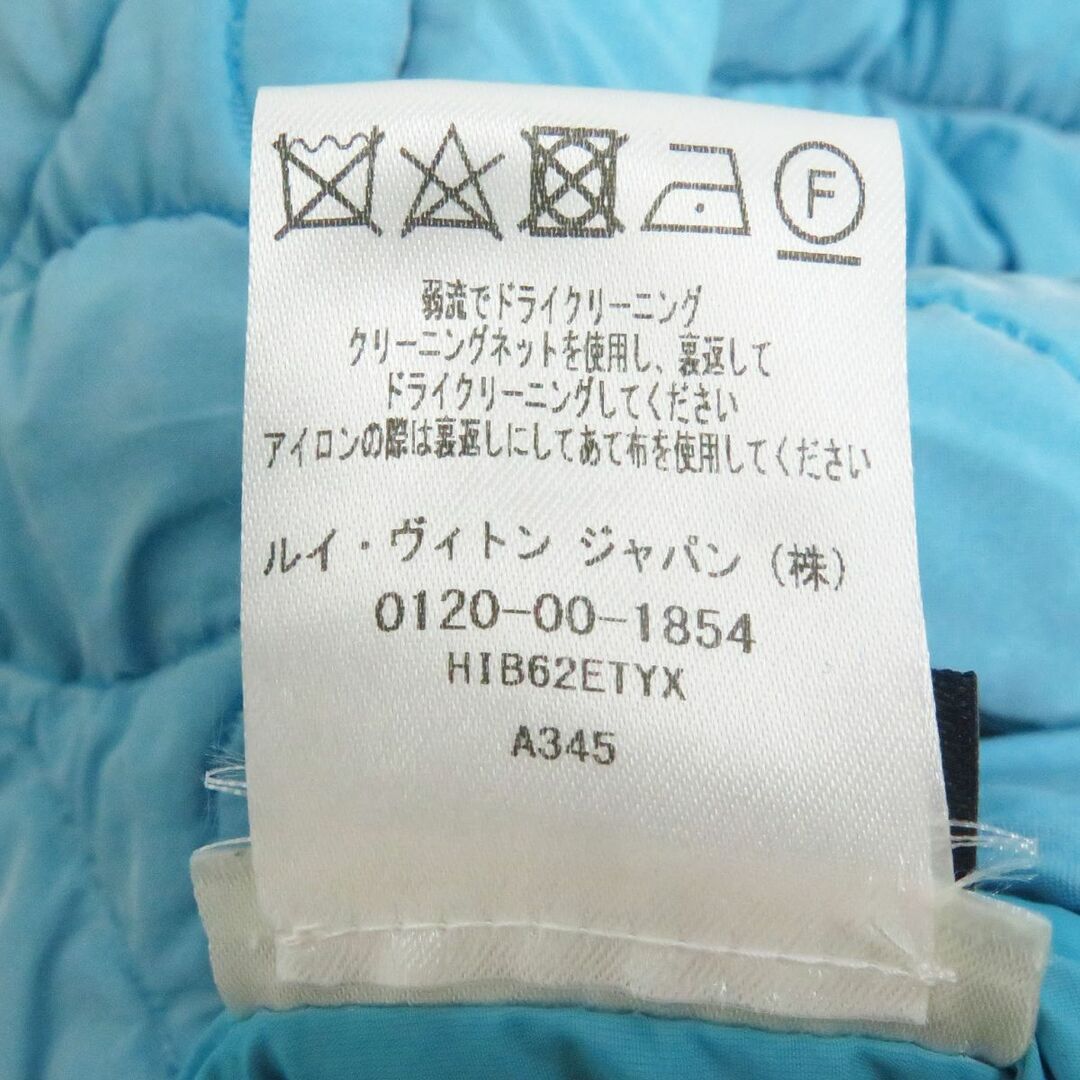 F
弱流でドライクリーニング
クリーニングネットを使用し、裏返して
ドライクリーニングしてください
アイロンの際は裏返しにしてあて布を使用してください
ルイ・ヴィトン ジャパン (株)
0120-00-1854
HIB62ETYX
A345